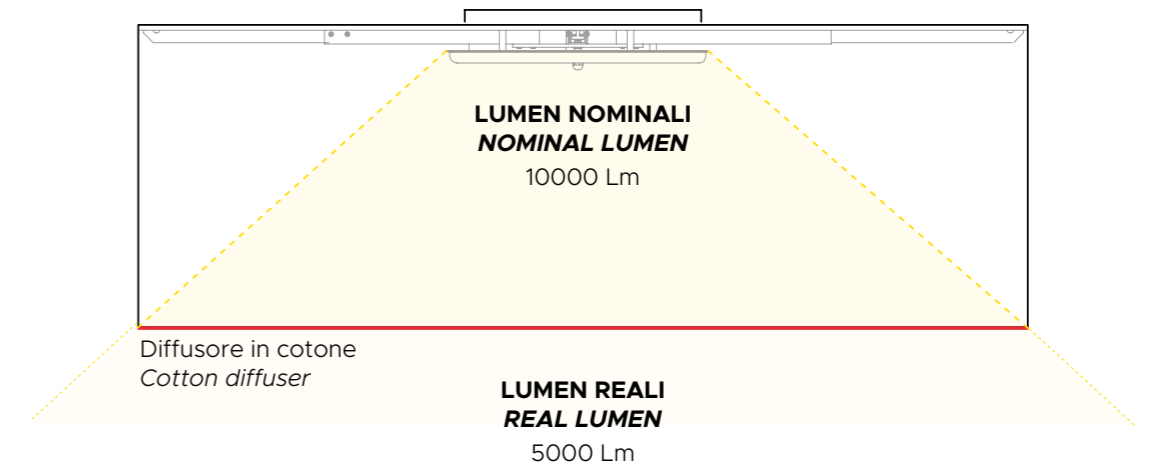 LUMEN NOMINALI
NOMINAL LUMEN
10000 Lm
Diffusore in cotone
Cotton diffuser
LUMEN REALI
REAL LUMEN
5000 Lm